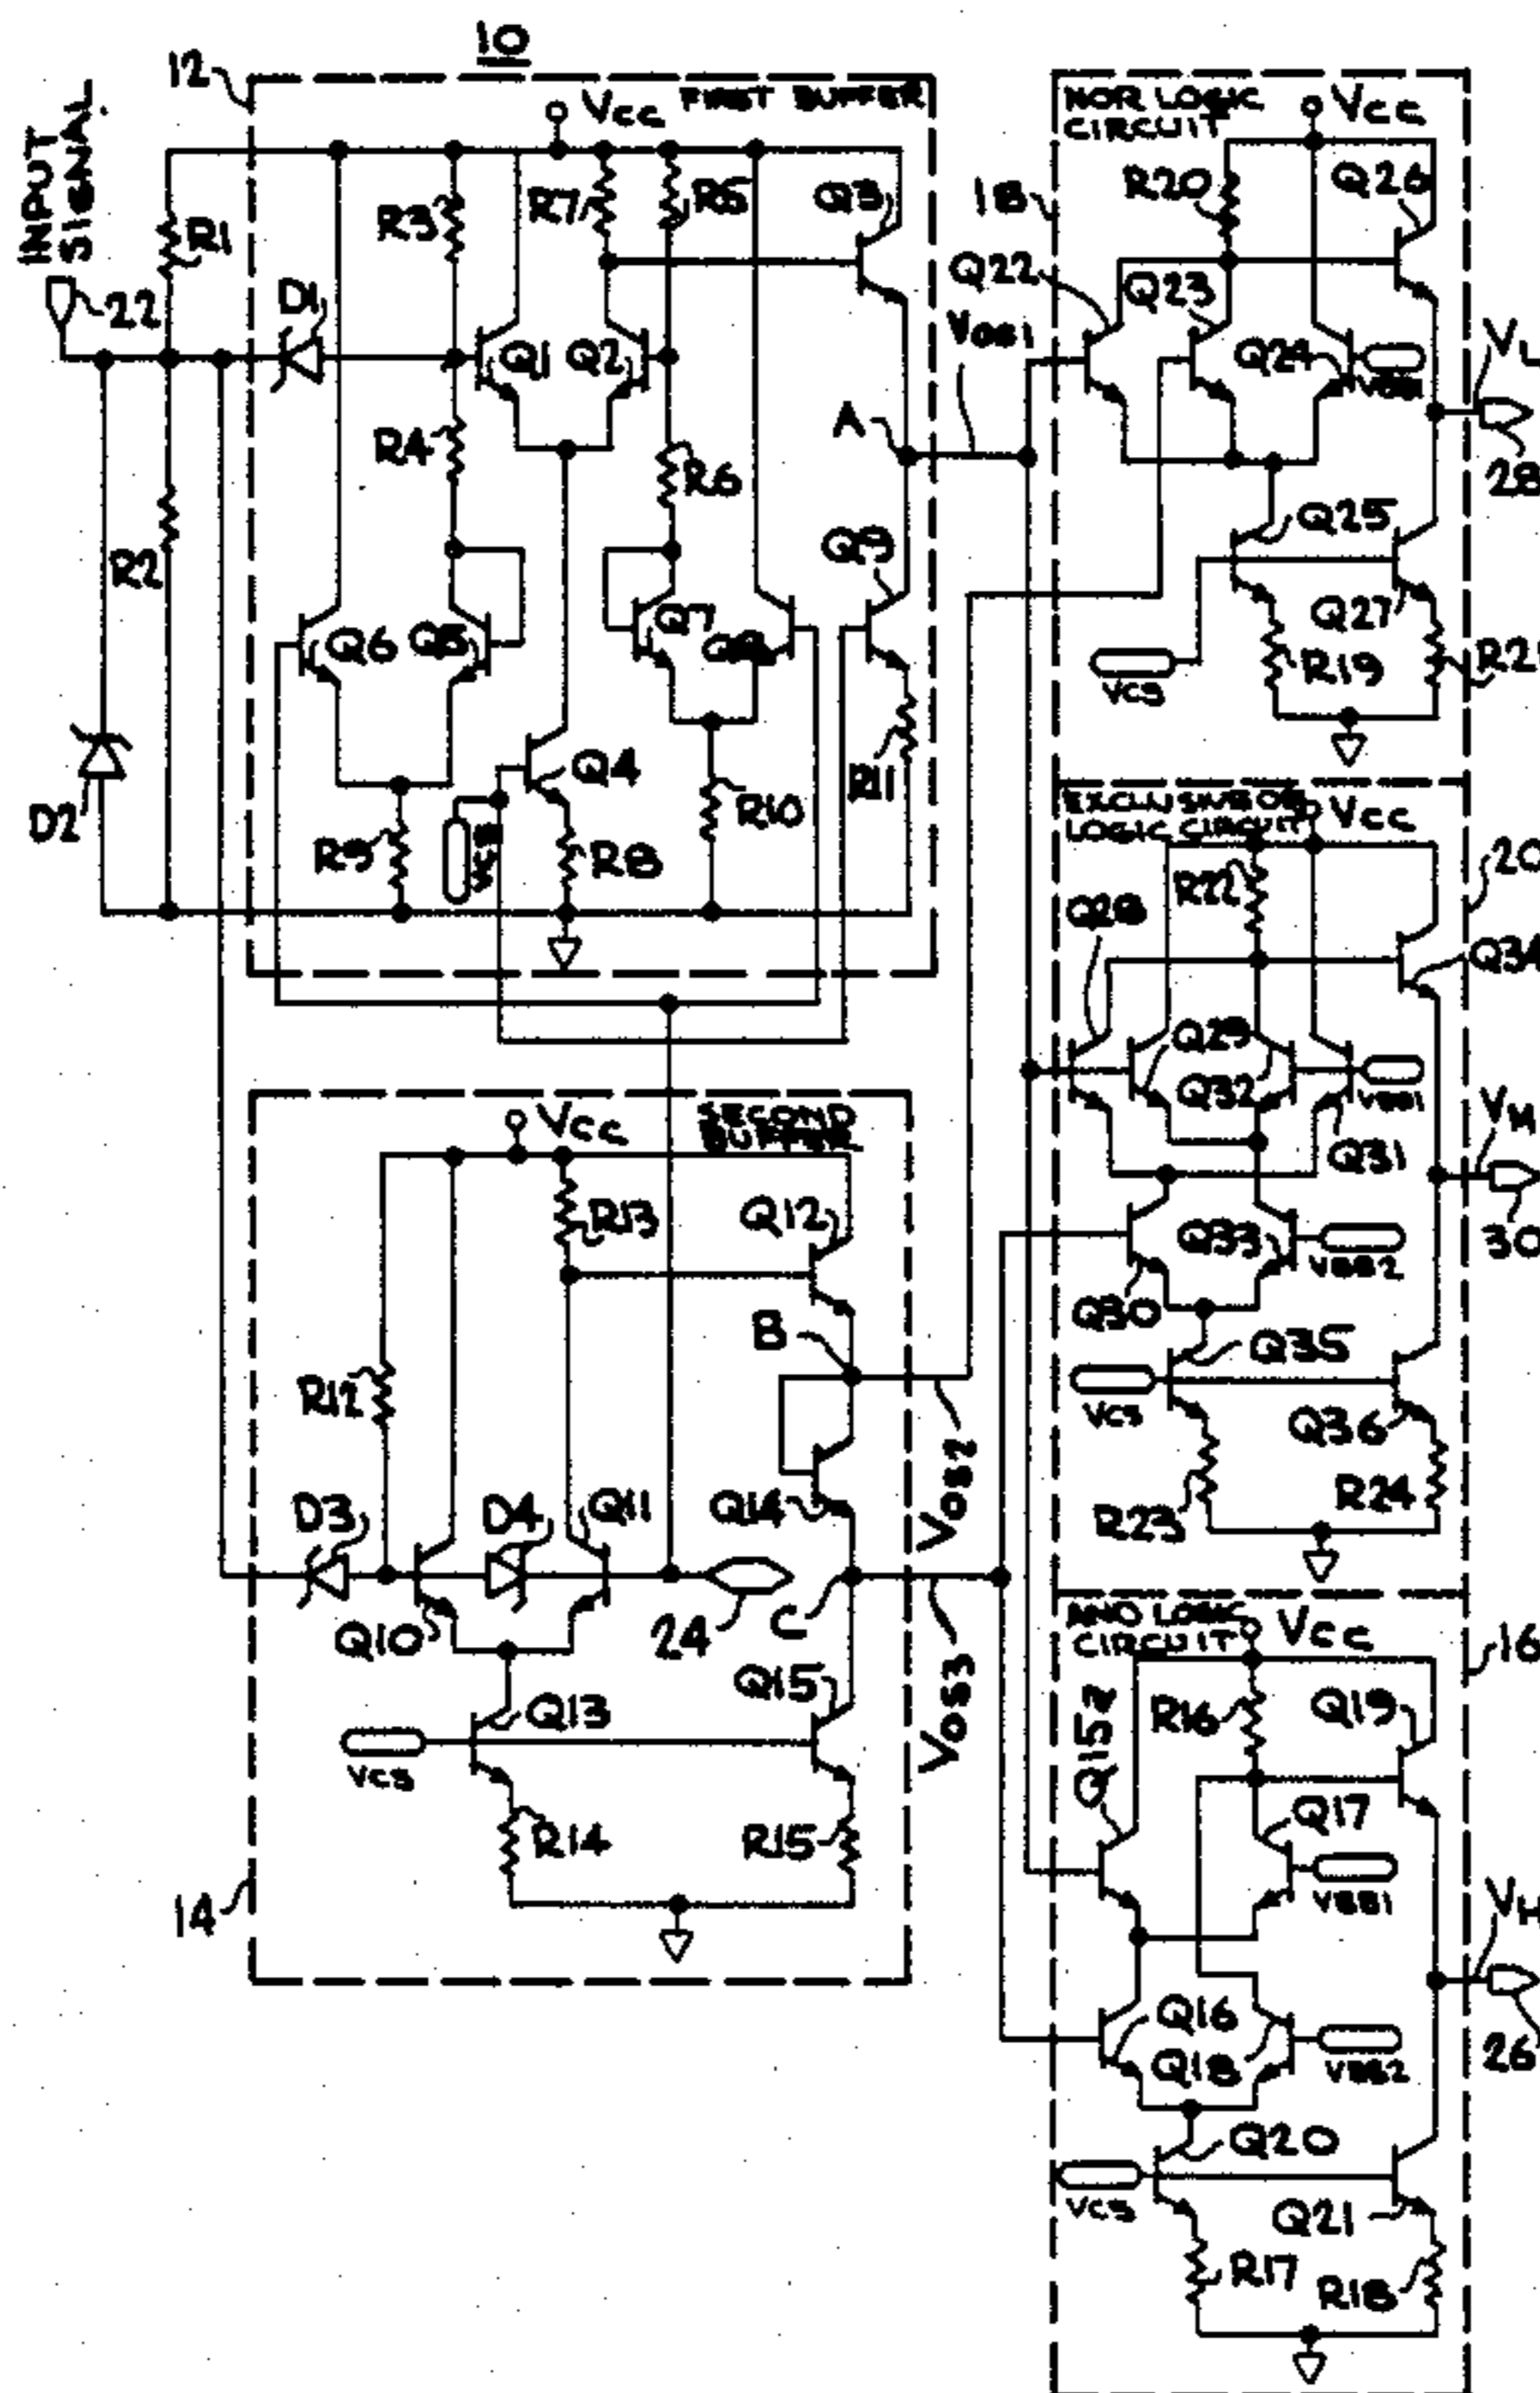 10
12
INPUT
SIGNAL
22
Vcc
FIRST BUFFER
R1
R3
R7
R5
Q3
D1
Q1
Q2
R4
R6
A
VOS1
R2
Q9
Q6
Q5
Q7
Q4
D2
R9
VCS
R8
R10
R11
NOR LOGIC
CIRCUIT
Vcc
18
R20
Q26
Q22
Q23
Q24
VBB1
VL
28
Q25
Q27
VCS
R19
EXCLUSIVE OR
LOGIC CIRCUIT
Vcc
20
R22
Q28
Q34
Q29
Q32
VBB1
Q31
VM
30
Q33
VBB2
Q30
Q35
VCS
Q36
R23
R24
SECOND
BUFFER
Vcc
R13
Q12
B
R12
VOS2
Q14
D3
D4
Q11
Q10
24
C
VOS3
Q13
Q15
VCS
R14
R15
14
AND LOGIC
CIRCUIT
Vcc
16
Q152
R16
Q19
Q17
VBB1
VH
26
Q16
Q18
VBB2
Q20
VCS
Q21
R17
R18